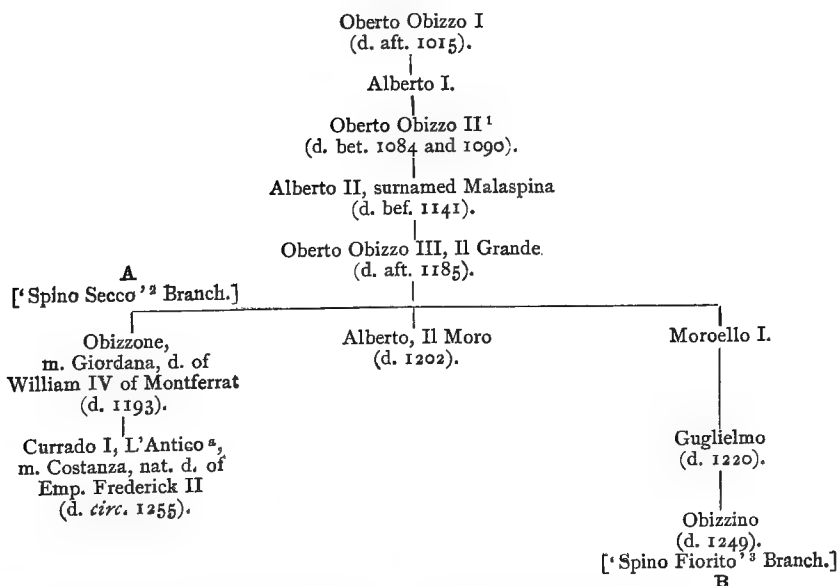 Oberto Obizzo I
(d. aft. 1015).
Alberto I.
Oberto Obizzo II ¹
(d. bet. 1084 and 1090).
Alberto II, surnamed Malaspina
(d. bef. 1141).
Oberto Obizzo III, Il Grande.
(d. aft. 1185).
A
[‘Spino Secco’ ² Branch.]
Obizzone,
m. Giordana, d. of
William IV of Montferrat
(d. 1193).
Currado I, L'Antico ª,
m. Costanza, nat. d. of
Emp. Frederick II
(d. circ. 1255).
Alberto, Il Moro
(d. 1202).
Moroello I.
Guglielmo
(d. 1220).
Obizzino
(d. 1249).
[‘Spino Fiorito’ ³ Branch.]
B